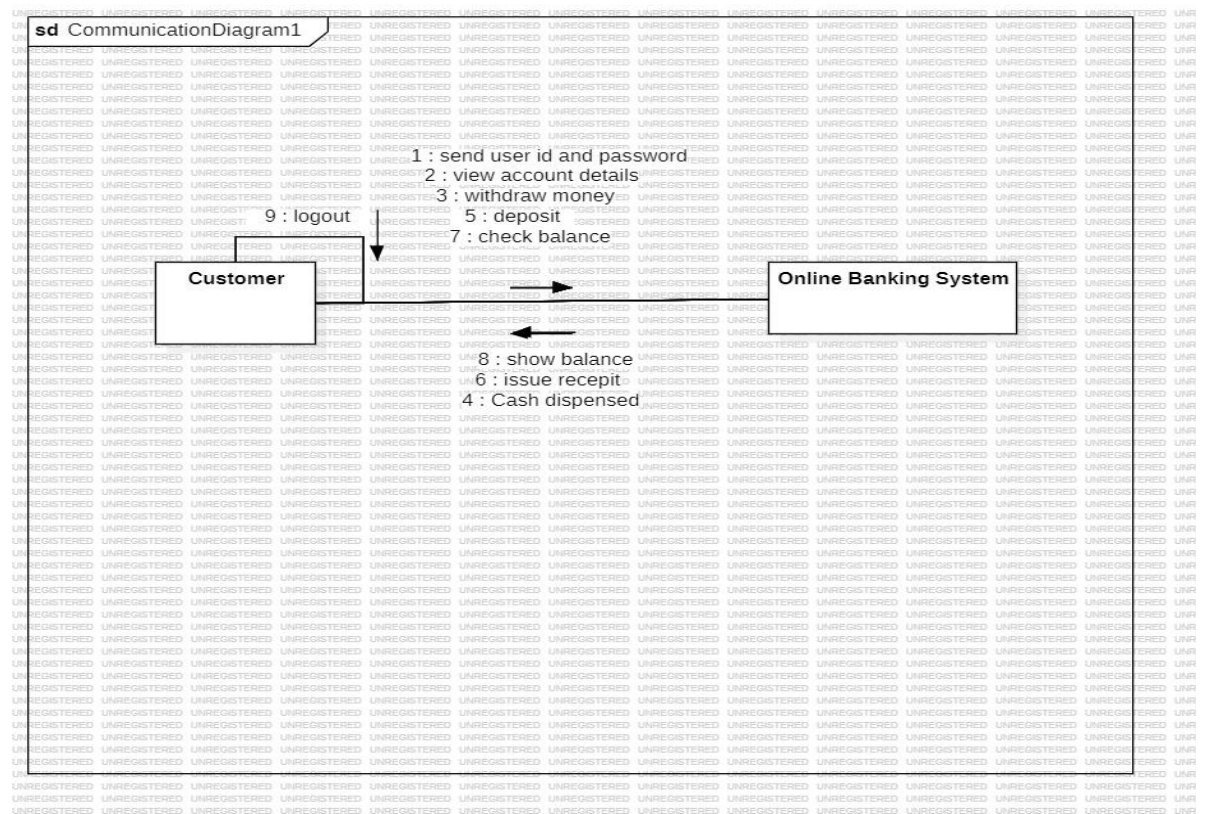 sd CommunicationDiagram1
1 : send user id and password
2 : view account details
3 : withdraw money
9 : logout
5 : deposit
7 : check balance
Customer
Online Banking System
8 : show balance
6 : issue recepit
4 : Cash dispensed
UNREGISTERED